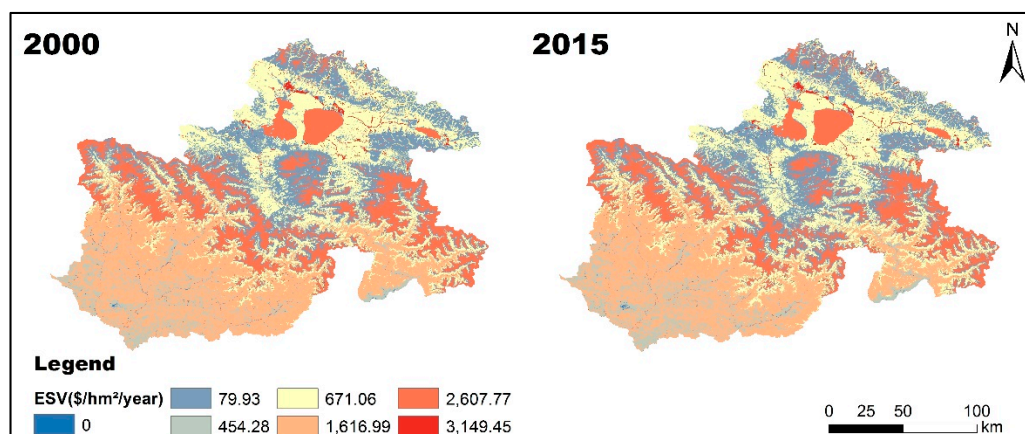 2000
2015
N
Legend
ESV($/hm²/year)
79.93
671.06
2,607.77
0
454.28
1,616.99
3,149.45
0 25 50 100
km